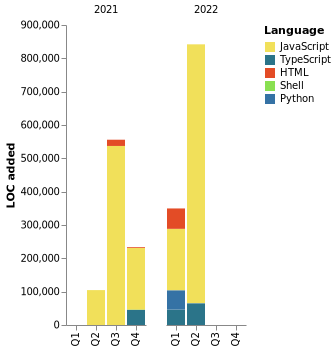 2021 2022
Language
JavaScript
TypeScript
HTML
Shell
Python
LOC added
900,000
800,000
700,000
600,000
500,000
400,000
300,000
200,000
100,000
0
Q1 Q2 Q3 Q4 Q1 Q2 Q3 Q4